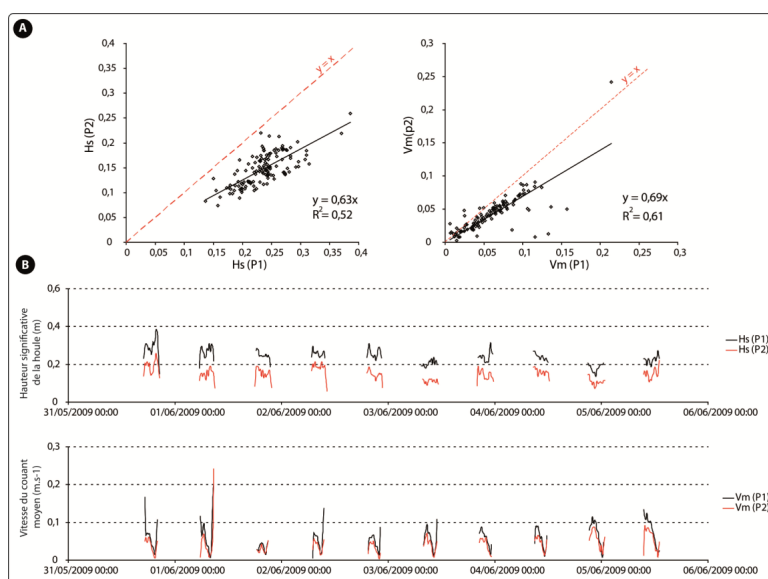 A
0,4
0,35
0,3
0,25
0,2
0,15
0,1
0,05
0
Hs (P2)
y = x
y = 0,63x
R2= 0,52
0
0,05
0,1
0,15
0,2
0,25
0,3
0,35
0,4
Hs (P1)
0,3
0,25
0,2
0,15
0,1
0,05
0
Vm(p2)
y = x
y = 0,69x
R2=0,61
0
0,05
0,1
0,15
0,2
0,25
0,3
Vm (P1)
B
Hauteur significative
de la houle (m)
0,6
0,4
0,2
0
Hs (P1)
Hs (P2)
31/05/2009 00:00
01/06/2009 00:00
02/06/2009 00:00
03/06/2009 00:00
04/06/2009 00:00
05/06/2009 00:00
06/06/2009 00:00
Vitesse du couant
moyen (m.s-1)
0,3
0,2
0,1
0
Vm (P1)
Vm (P2)
31/05/2009 00:00
01/06/2009 00:00
02/06/2009 00:00
03/06/2009 00:00
04/06/2009 00:00
05/06/2009 00:00
06/06/2009 00:00